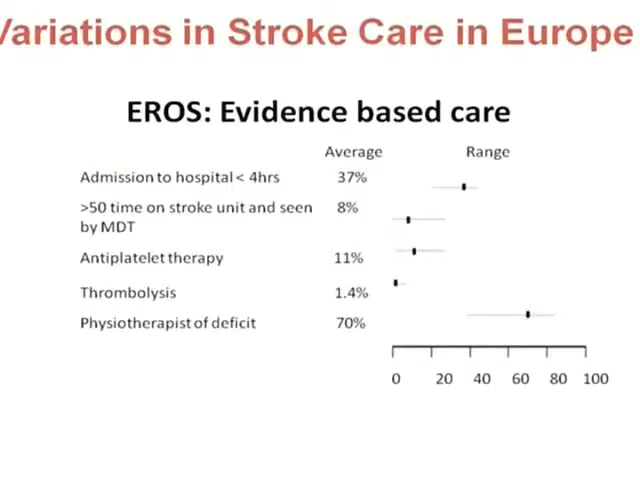 Variations in Stroke Care in Europe
EROS: Evidence based care
Average Range
Admission to hospital < 4hrs 37%
>50 time on stroke unit and seen 8%
by MDT
Antiplatelet therapy 11%
Thrombolysis 1.4%
Physiotherapist of deficit 70%
0 20 40 60 80 100